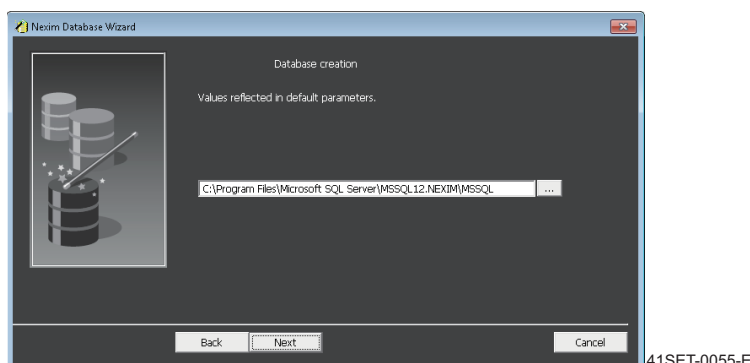 Nexim Database Wizard
Database creation
Values reflected in default parameters.
C:\Program Files\Microsoft SQL Server\MSSQL12.NEXIM\MSSQL
...
Back
Next
Cancel
41SET-0055-E